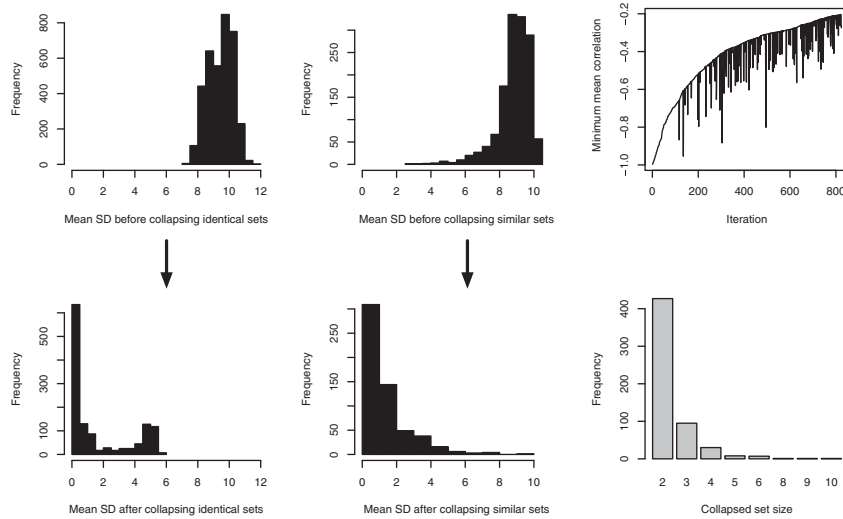 Frequency
0 200 400 600 800
0 2 4 6 8 10 12
Mean SD before collapsing identical sets
Frequency
0 50 150 250
0 2 4 6 8 10
Mean SD before collapsing similar sets
Minimum mean correlation
−1.0 −0.8 −0.6 −0.4 −0.2
0 200 400 600 800
Iteration
Frequency
0 100 300 500
0 2 4 6 8 10 12
Mean SD after collapsing identical sets
Frequency
0 50 150 250
0 2 4 6 8 10
Mean SD after collapsing similar sets
Frequency
0 100 200 300 400
2 3 4 5 6 8 9 10
Collapsed set size